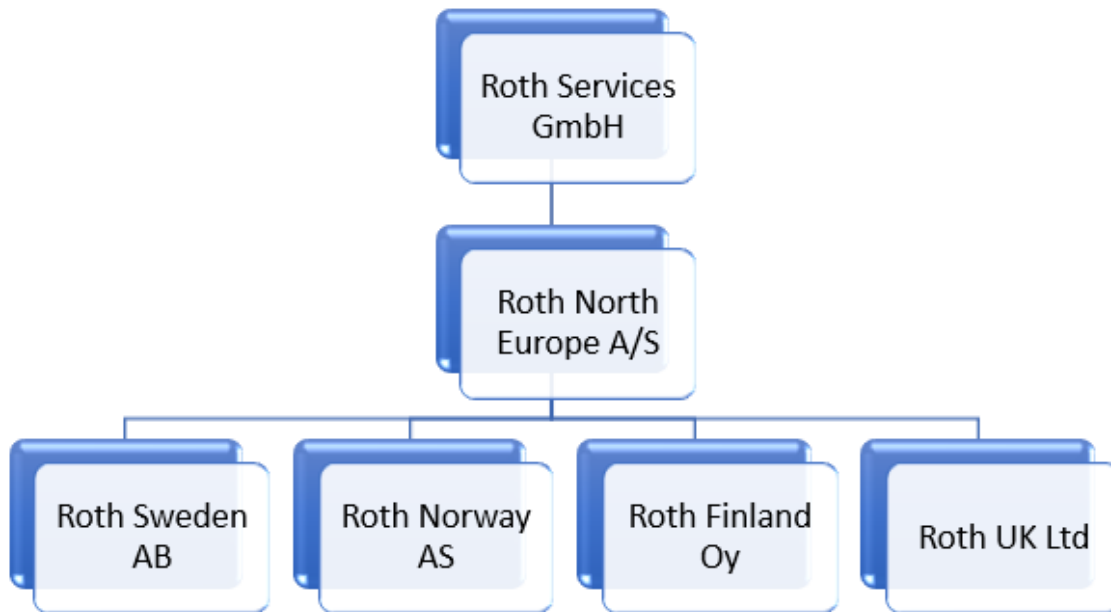 Roth Services
GmbH
Roth North
Europe A/S
Roth Sweden
AB
Roth Norway
AS
Roth Finland
Oy
Roth UK Ltd